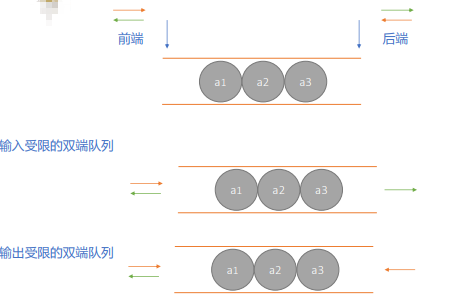 前端
后端
a1 a2 a3
输入受限的双端队列
a1 a2 a3
输出受限的双端队列
a1 a2 a3